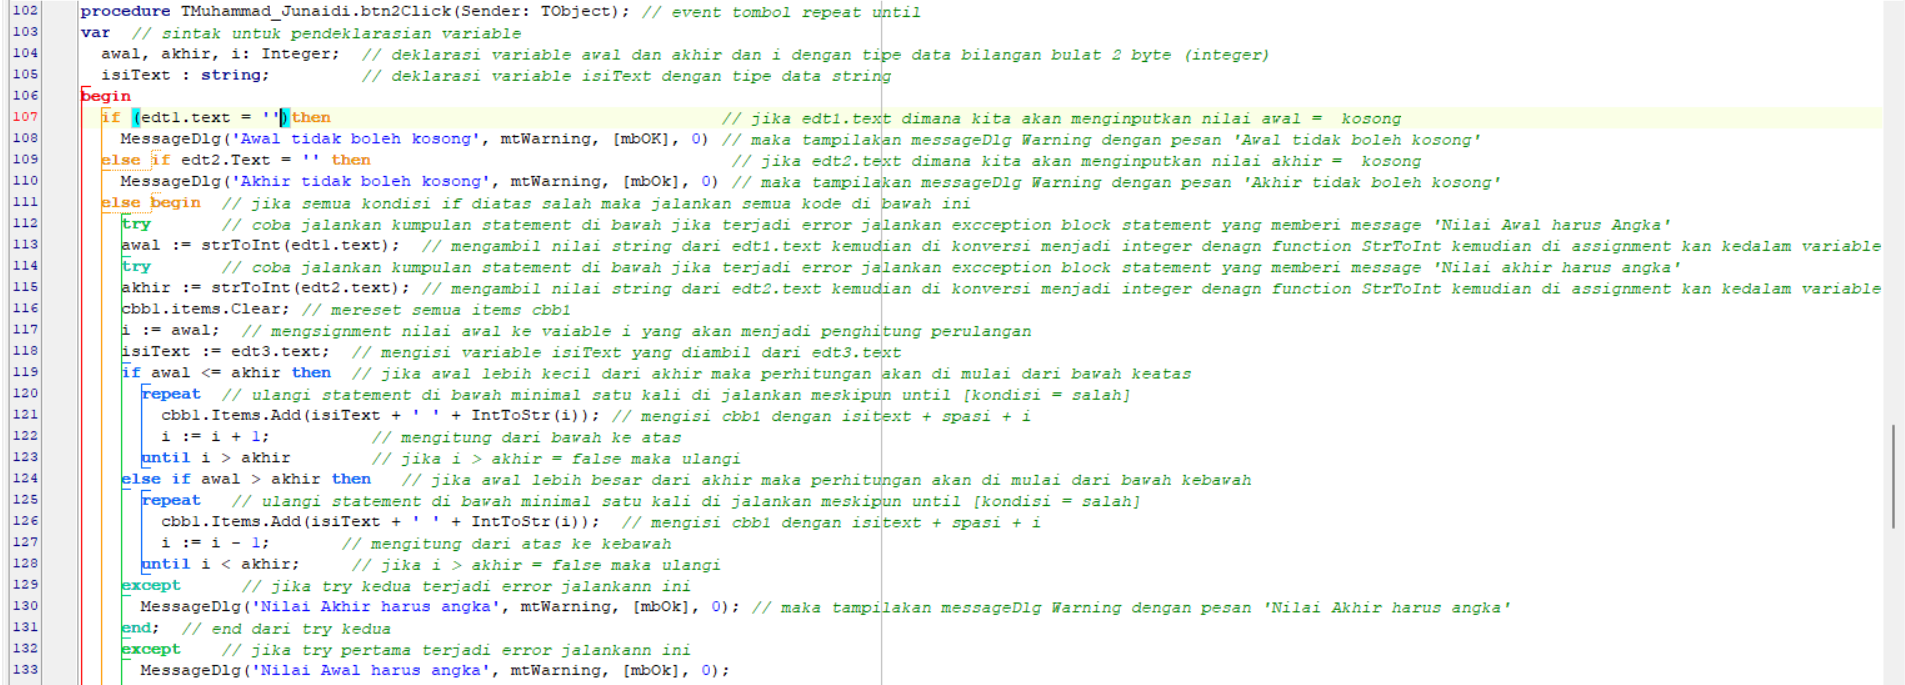 102 procedure TMuhammad_Junaidi.btn2Click(Sender: TObject); // event tombol repeat until
103 var // sintak untuk pendeklarasian variable
104 awal, akhir, i: Integer; // deklarasi variable awal dan akhir dan i dengan tipe data bilangan bulat 2 byte (integer)
105 isiText : string; // deklarasi variable isiText dengan tipe data string
106 begin
107 if (edt1.text = '')then // jika edt1.text dimana kita akan menginputkan nilai awal = kosong
108 MessageDlg('Awal tidak boleh kosong', mtWarning, [mbOK], 0) // maka tampilakan messageDlg Warning dengan pesan 'Awal tidak boleh kosong'
109 else if edt2.Text = '' then // jika edt2.text dimana kita akan menginputkan nilai akhir = kosong
110 MessageDlg('Akhir tidak boleh kosong', mtWarning, [mbOk], 0) // maka tampilakan messageDlg Warning dengan pesan 'Akhir tidak boleh kosong'
111 else begin // jika semua kondisi if diatas salah maka jalankan semua kode di bawah ini
112 try // coba jalankan kumpulan statement di bawah jika terjadi error jalankan excception block statement yang memberi message 'Nilai Awal harus Angka'
113 awal := strToInt(edt1.text); // mengambil nilai string dari edt1.text kemudian di konversi menjadi integer denagn function StrToInt kemudian di assignment kan kedalam variable
114 try // coba jalankan kumpulan statement di bawah jika terjadi error jalankan excception block statement yang memberi message 'Nilai akhir harus angka'
115 akhir := strToInt(edt2.text); // mengambil nilai string dari edt2.text kemudian di konversi menjadi integer denagn function StrToInt kemudian di assignment kan kedalam variable
116 cbb1.items.Clear; // mereset semua items cbb1
117 i := awal; // mengsignment nilai awal ke vaiable i yang akan menjadi penghitung perulangan
118 isiText := edt3.text; // mengisi variable isiText yang diambil dari edt3.text
119 if awal <= akhir then // jika awal lebih kecil dari akhir maka perhitungan akan di mulai dari bawah keatas
120 repeat // ulangi statement di bawah minimal satu kali di jalankan meskipun until [kondisi = salah]
121 cbb1.Items.Add(isiText + ' ' + IntToStr(i)); // mengisi cbb1 dengan isitext + spasi + i
122 i := i + 1; // mengitung dari bawah ke atas
123 until i > akhir // jika i > akhir = false maka ulangi
124 else if awal > akhir then // jika awal lebih besar dari akhir maka perhitungan akan di mulai dari bawah kebawah
125 repeat // ulangi statement di bawah minimal satu kali di jalankan meskipun until [kondisi = salah]
126 cbb1.Items.Add(isiText + ' ' + IntToStr(i)); // mengisi cbb1 dengan isitext + spasi + i
127 i := i - 1; // mengitung dari atas ke kebawah
128 until i < akhir; // jika i > akhir = false maka ulangi
129 except // jika try kedua terjadi error jalankann ini
130 MessageDlg('Nilai Akhir harus angka', mtWarning, [mbOk], 0); // maka tampilakan messageDlg Warning dengan pesan 'Nilai Akhir harus angka'
131 end; // end dari try kedua
132 except // jika try pertama terjadi error jalankann ini
133 MessageDlg('Nilai Awal harus angka', mtWarning, [mbOk], 0);